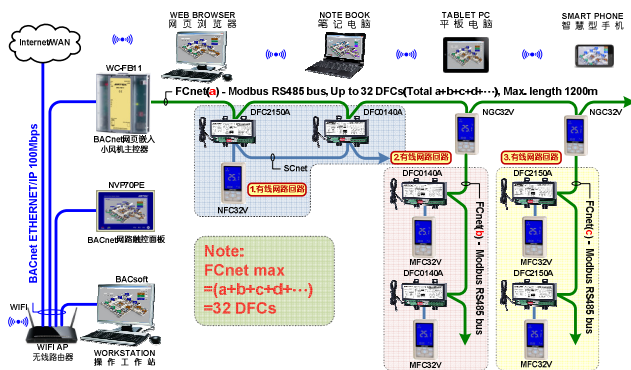 WEB BROWSER
网页浏览器
NOTE BOOK
笔记电脑
TABLET PC
平板电脑
SMART PHONE
智慧型手机
Internet/WAN
WC-FB11
FCnet(a) - Modbus RS485 bus, Up to 32 DFCs(Total a+b+c+d+···), Max. length 1200m
DFC2150A
DFC0140A
NGC32V
NGC32V
BACnet网页嵌入
小风机主控器
SCnet
1.有线网路回路
2.有线网路回路
3.有线网路回路
NFC32V
DFC0140A
DFC2150A
NVP70PE
BACnet网路触控面板
BACnet ETHERNET/IP 100Mbps
MFC32V
MFC32V
FCnet(b) - Modbus RS485 bus
FCnet(c) - Modbus RS485 bus
Note:
FCnet max
=(a+b+c+d+···)
=32 DFCs
DFC0140A
DFC2150A
BACsoft
WIFI
WIFI AP
无线路由器
WORKSTATION
操作工作站
MFC32V
MFC32V